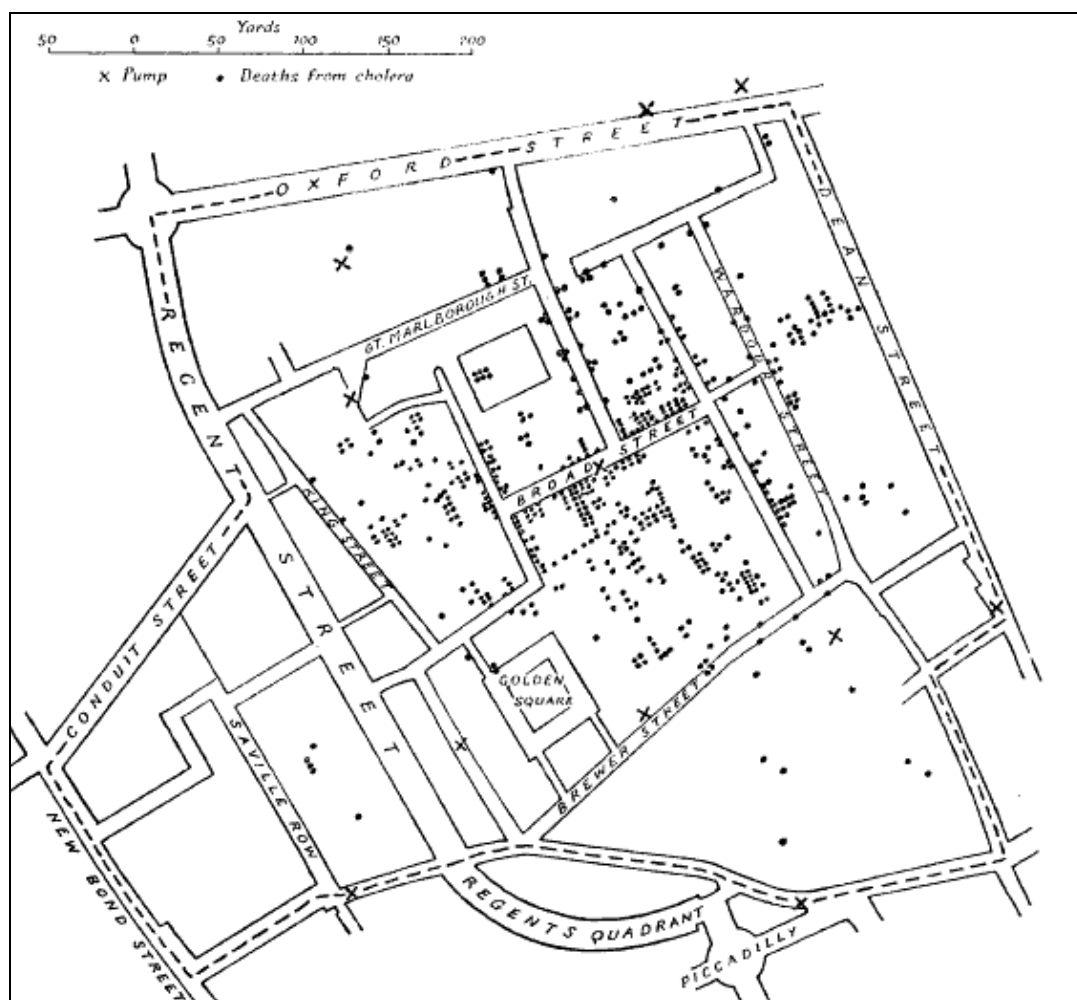 Yards
50 0 50 100 150 200
x Pump • Deaths from cholera
OXFORD STREET
DEAN STREET
WARDOUR STREET
GT. MARLBOROUGH ST.
REGENT STREET
BROAD STREET
KING STREET
CONDUIT STREET
GOLDEN
SQUARE
SAVILLE ROW
BREWER STREET
NEW BOND STREET
REGENTS QUADRANT
PICCADILLY